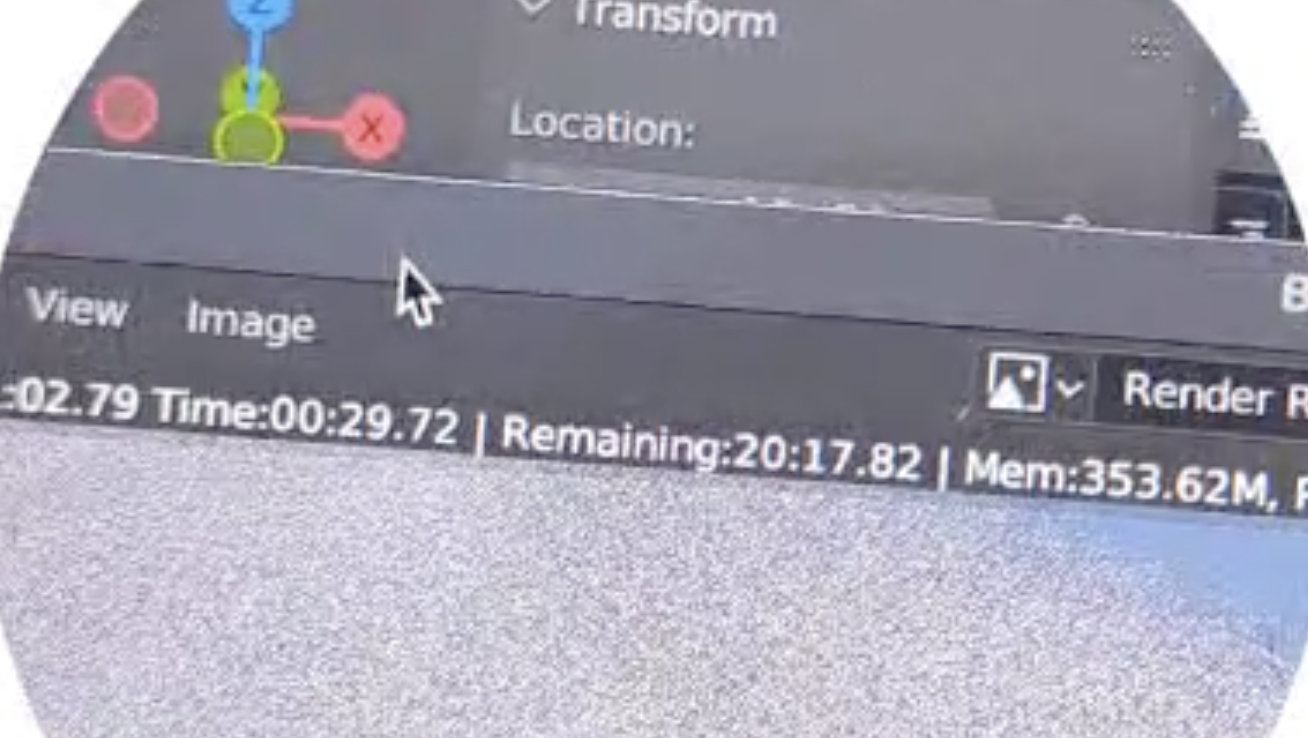 Z
Transform
X
Location:
View Image
:02.79 Time:00:29.72 | Remaining:20:17.82 | Mem:353.62M,
Render